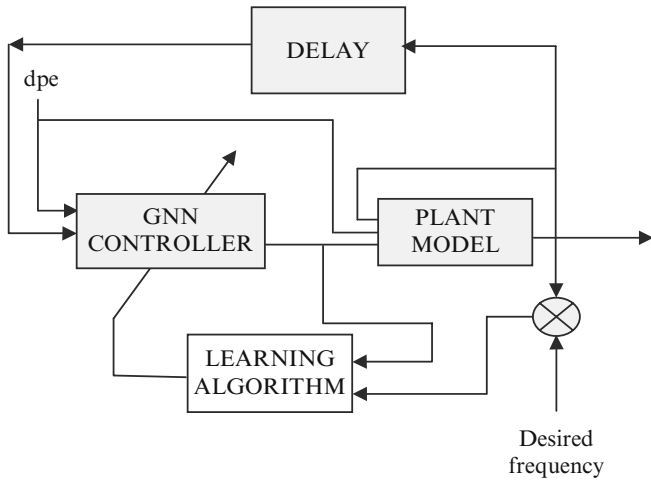 DELAY
dpe
GNN
CONTROLLER
PLANT
MODEL
LEARNING
ALGORITHM
Desired
frequency